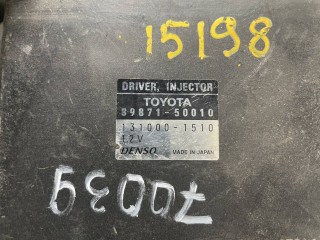 15198
DRIVER, INJECTOR
TOYOTA
89871-50010
131000-1510
12V
DENSO MADE IN JAPAN
70039